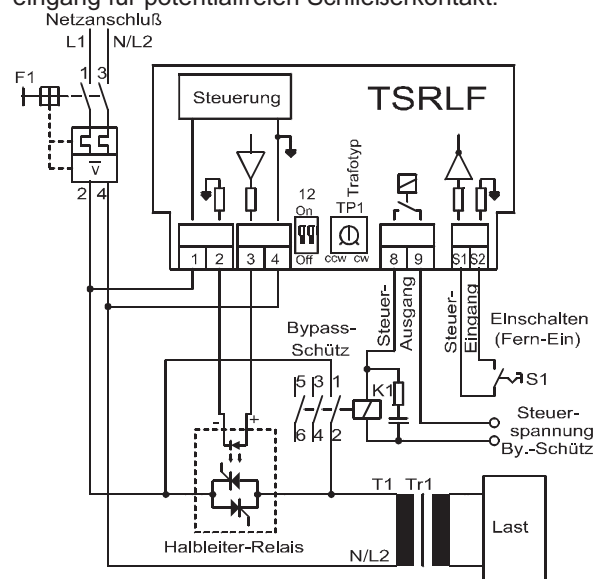 eingang für potentialfreien Schließerkontakt.
Netzanschluß
L1 N/L2
F1
1 3
Steuerung
TSRLF
V
2 4
12
On
Off
Trafotyp
TP1
ccw cw
1 2 3 4 8 9 S1 S2
Steuer-
Ausgang
Steuer-
Eingang
EInschalten
(Fern-Ein)
S1
Bypass-
Schütz
5 3 1
K1
6 4 2
Steuer
spannung
By.-Schütz
- +
T1 Tr1
Last
Halbleiter-Relais
N/L2